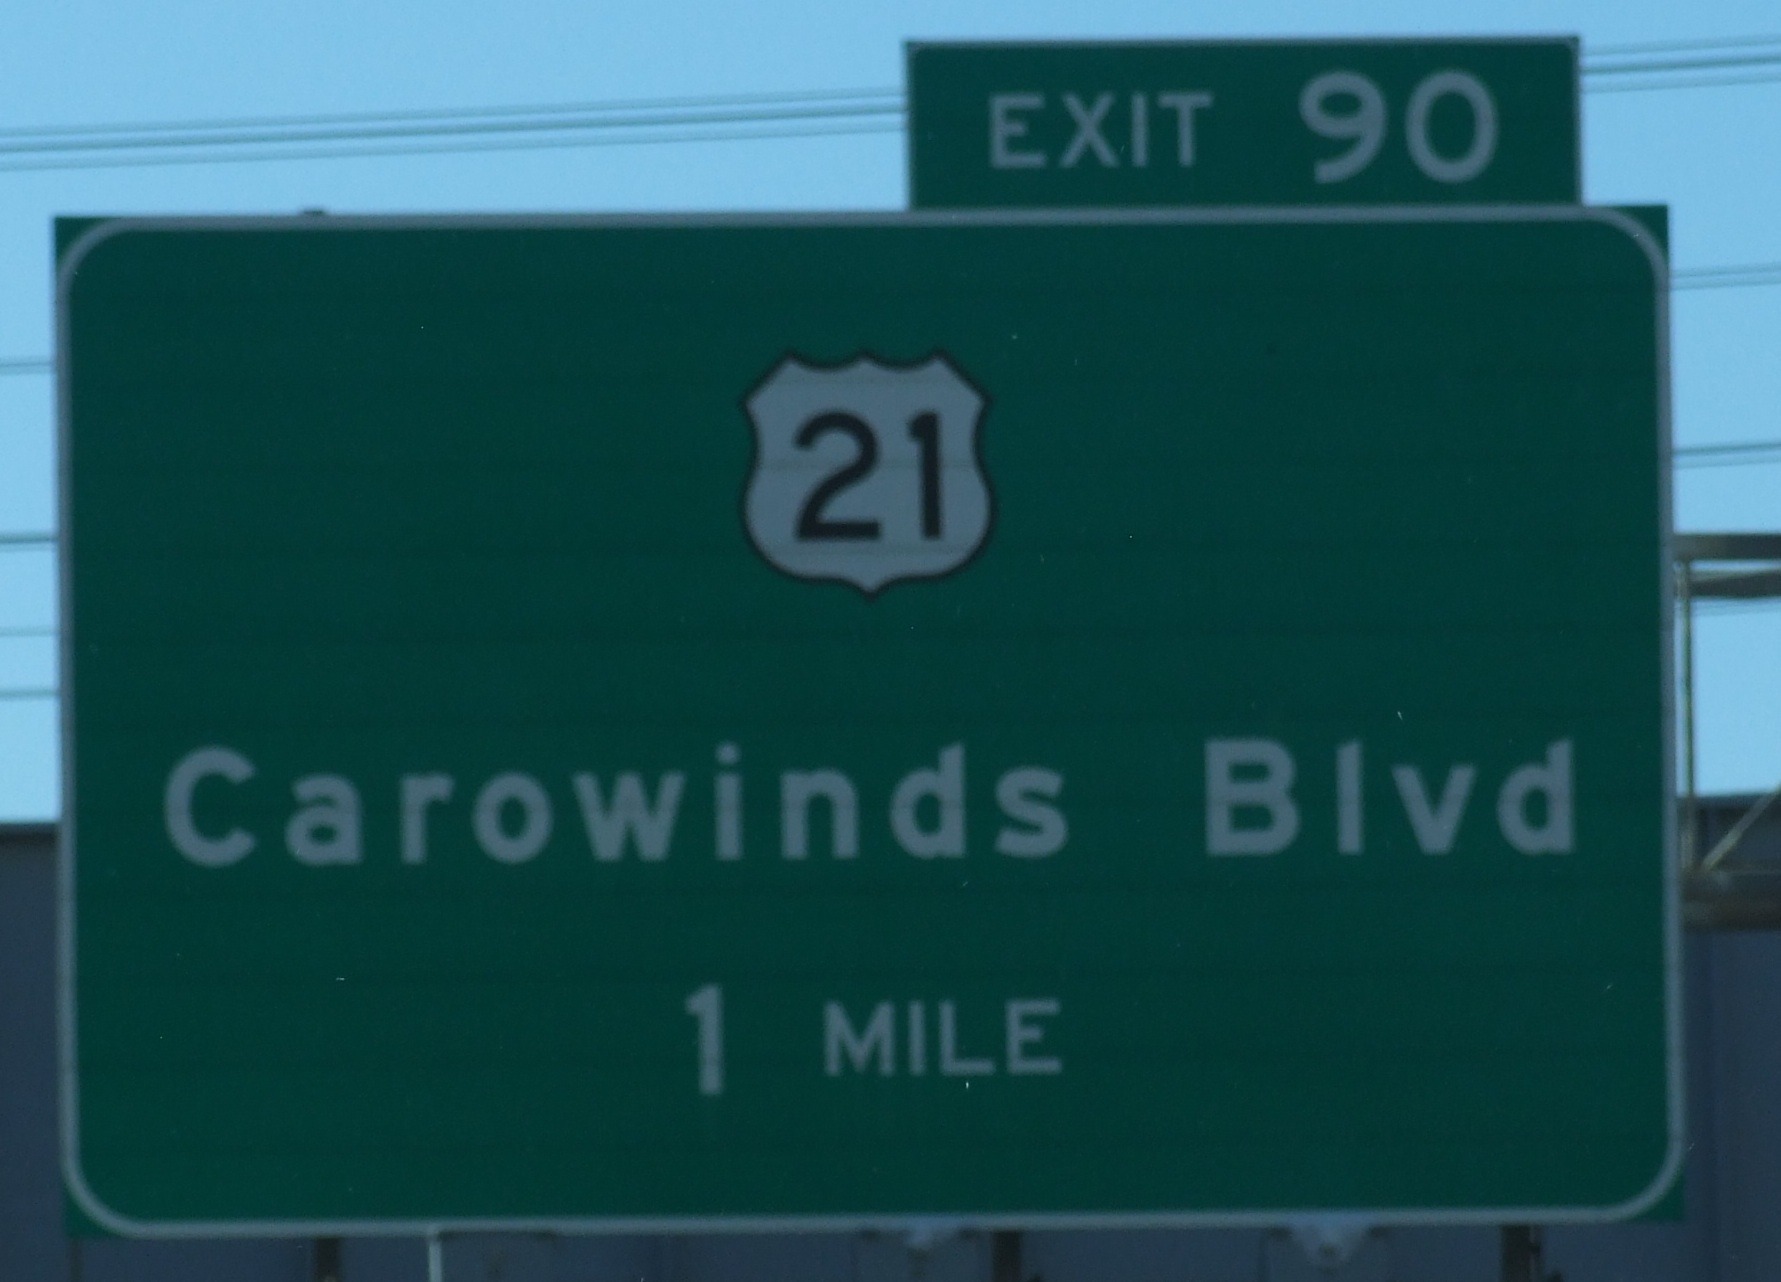 EXIT 90
21
Carowinds Blvd
1 MILE